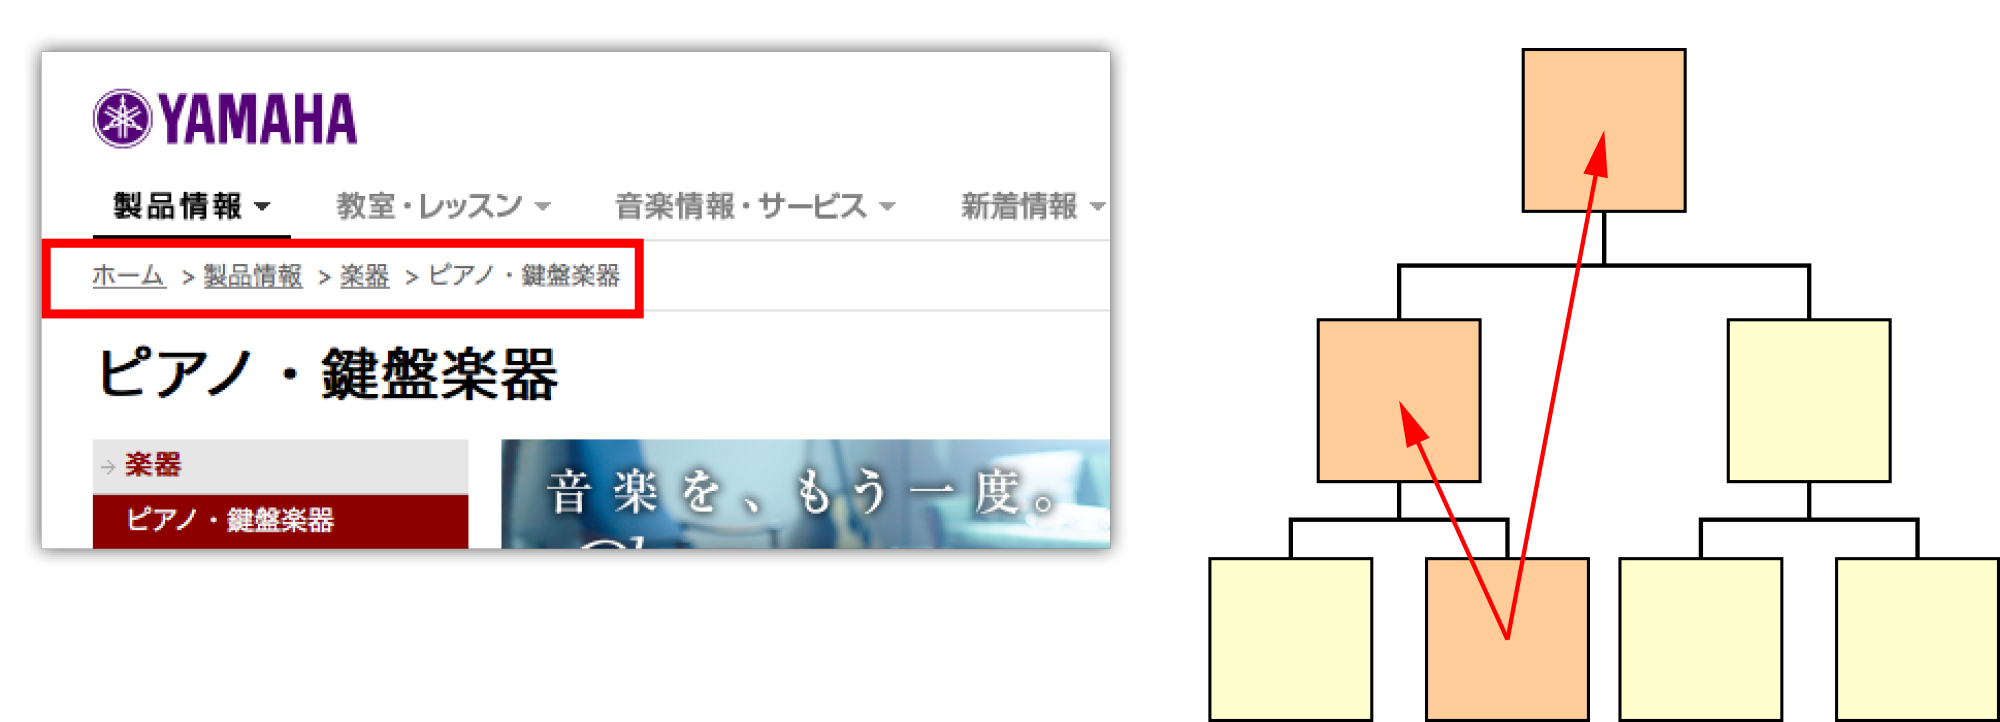 YAMAHA
製品情報 教室・レッスン 音楽情報・サービス 新着情報
ホーム > 製品情報 > 楽器 > ピアノ・鍵盤楽器
ピアノ・鍵盤楽器
楽器
ピアノ・鍵盤楽器
音楽を、もう一度。